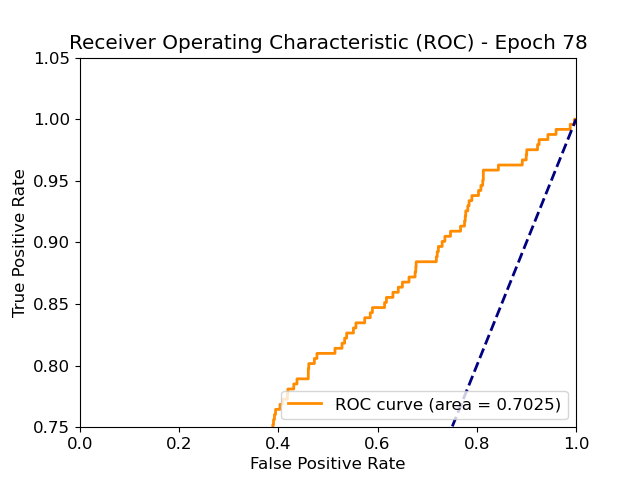 Receiver Operating Characteristic (ROC) - Epoch 78
1.05
1.00
0.95
0.90
0.85
0.80
0.75
True Positive Rate
ROC curve (area = 0.7025)
0.0 0.2 0.4 0.6 0.8 1.0
False Positive Rate